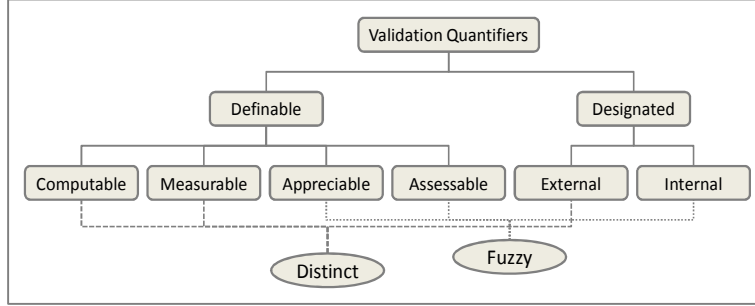 Validation Quantifiers
Definable
Designated
Computable
Measurable
Appreciable
Assessable
External
Internal
Distinct
Fuzzy